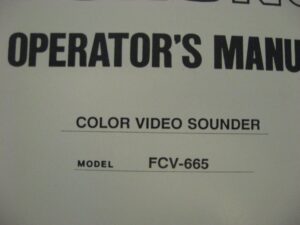 OPERATOR'S MANU
COLOR VIDEO SOUNDER
MODEL FCV-665